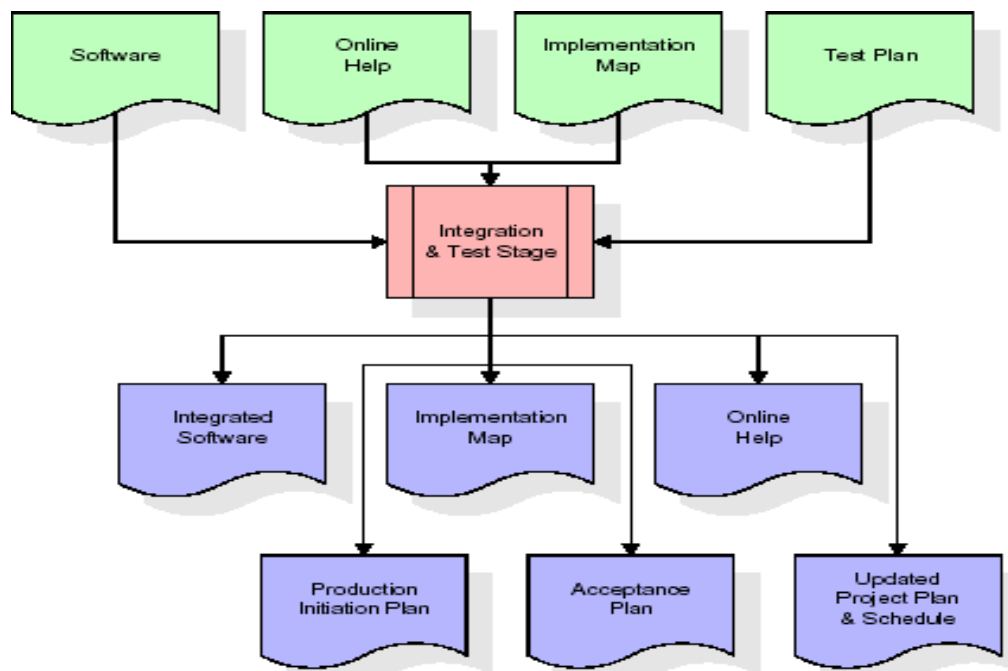 Software
Online
Help
Implementation
Map
Test Plan
Integration
& Test Stage
Integrated
Software
Implementation
Map
Online
Help
Production
Initiation Plan
Acceptance
Plan
Updated
Project Plan
& Schedule